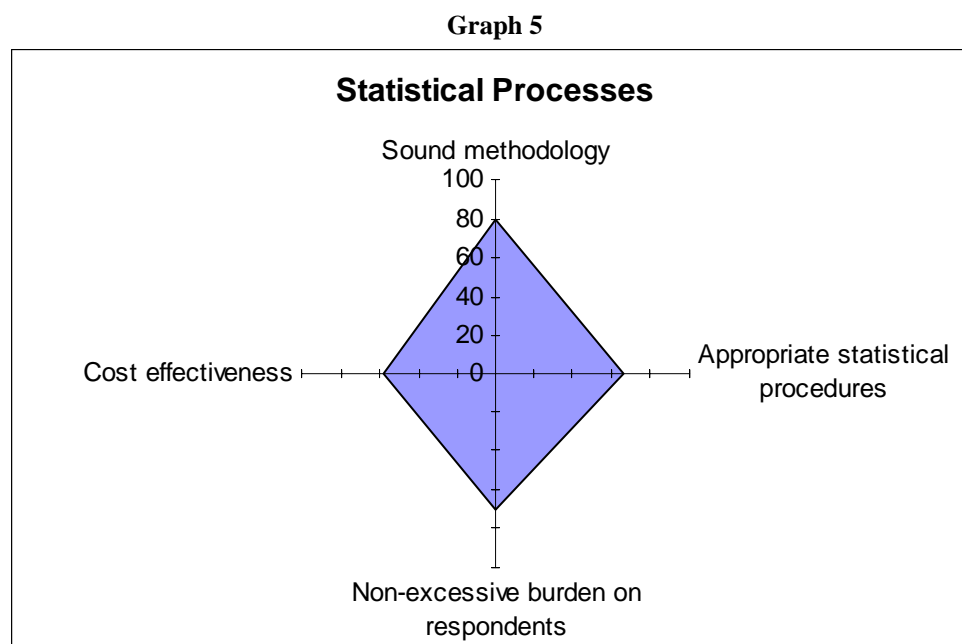 Graph 5
Statistical Processes
Sound methodology
100
80
60
40
20
0
Cost effectiveness
Appropriate statistical
procedures
Non-excessive burden on
respondents